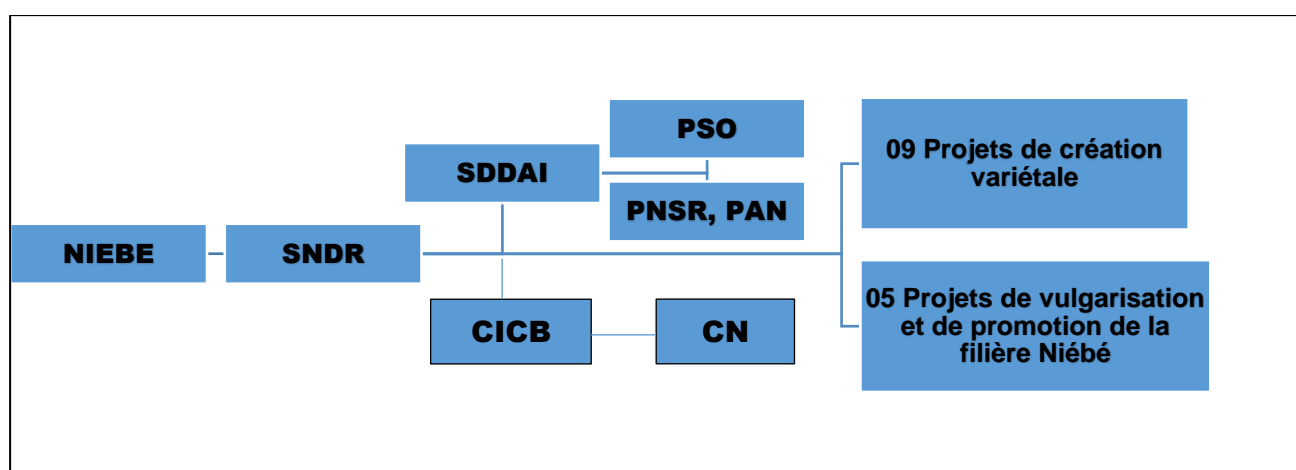 NIEBE
SNDR
SDDAI
PSO
PNSR, PAN
CICB
CN
09 Projets de création
variétale
05 Projets de vulgarisation
et de promotion de la
filière Niébé